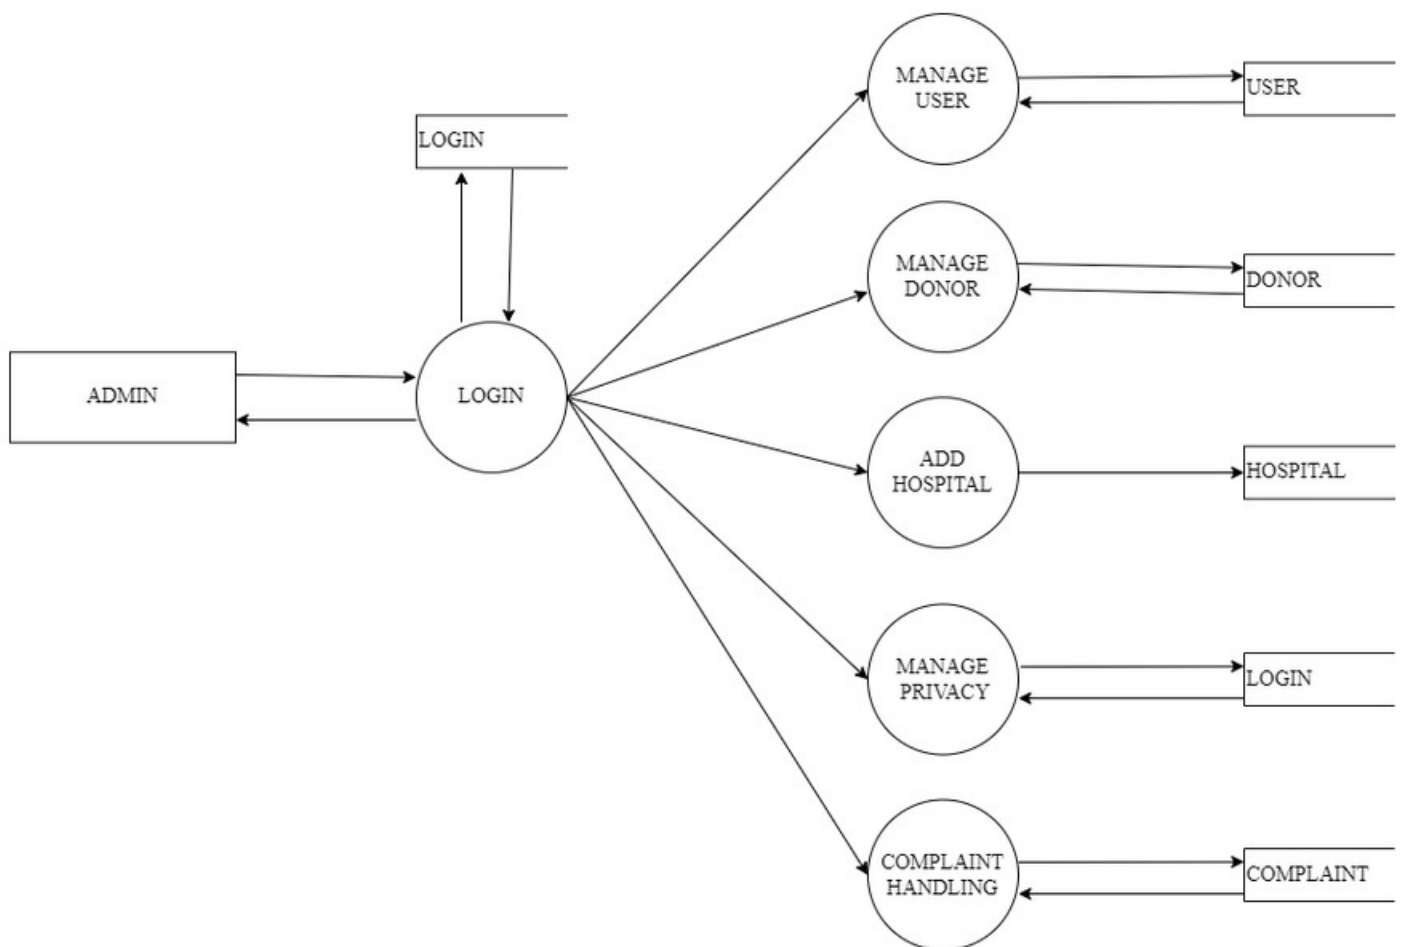 MANAGE
USER
USER
LOGIN
MANAGE
DONOR
DONOR
ADMIN
LOGIN
ADD
HOSPITAL
HOSPITAL
MANAGE
PRIVACY
LOGIN
COMPLAINT
HANDLING
COMPLAINT